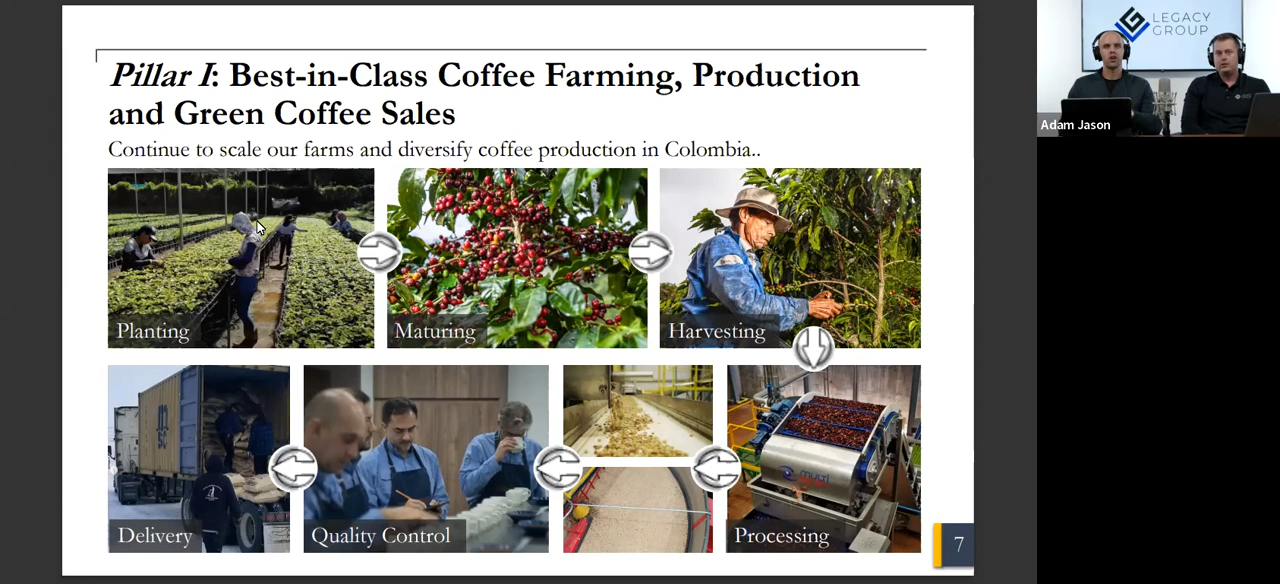 Pillar I: Best-in-Class Coffee Farming, Production
and Green Coffee Sales
Continue to scale our farms and diversify coffee production in Colombia..
Planting
Maturing
Harvesting
Delivery
Quality Control
Processing
multi
7
LEGACY
GROUP
Adam Jason